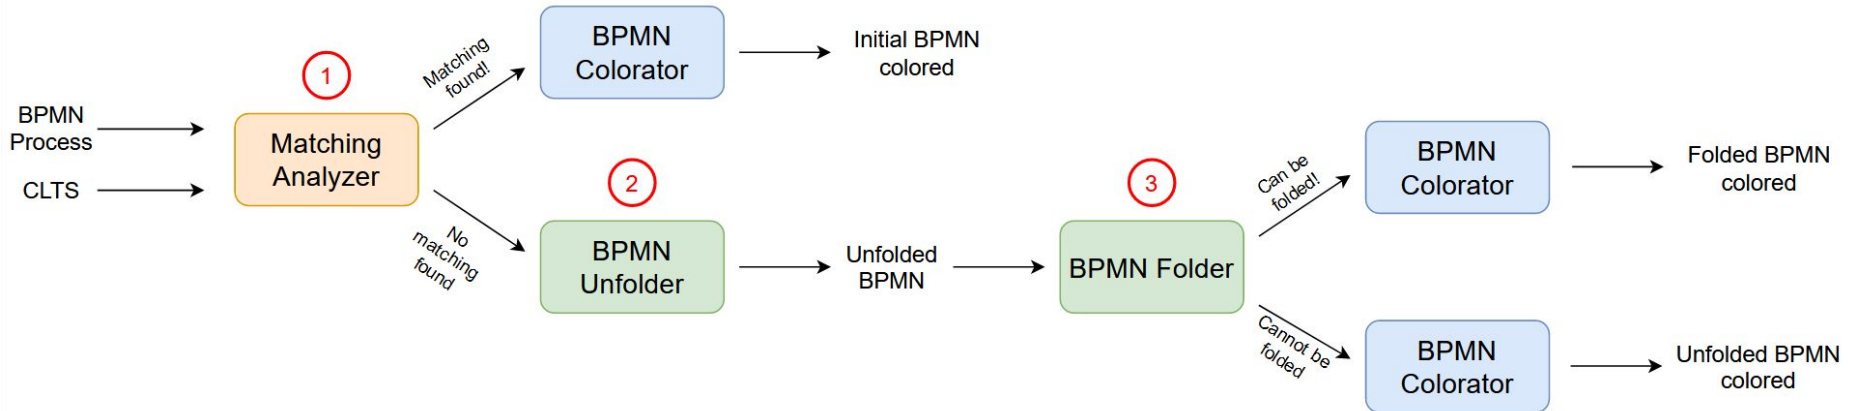 BPMN
Process
CLTS
1
Matching
Analyzer
Matching
found!
BPMN
Colorator
Initial BPMN
colored
No
matching
found
2
BPMN
Unfolder
Unfolded
BPMN
3
BPMN Folder
Can be
folded!
BPMN
Colorator
Folded BPMN
colored
Cannot be
folded
BPMN
Colorator
Unfolded BPMN
colored